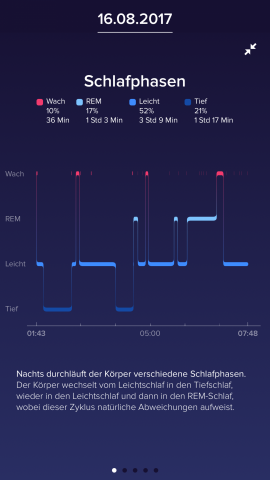 16.08.2017
Schlafphasen
Wach REM Leicht Tief
10% 17% 52% 21%
36 Min 1 Std 3 Min 3 Std 9 Min 1 Std 17 Min
Wach
REM
Leicht
Tief
01:43 05:00 07:48
Nachts durchläuft der Körper verschiedene Schlafphasen.
Der Körper wechselt vom Leichtschlaf in den Tiefschlaf,
wieder in den Leichtschlaf und dann in den REM-Schlaf,
wobei dieser Zyklus natürliche Abweichungen aufweist.